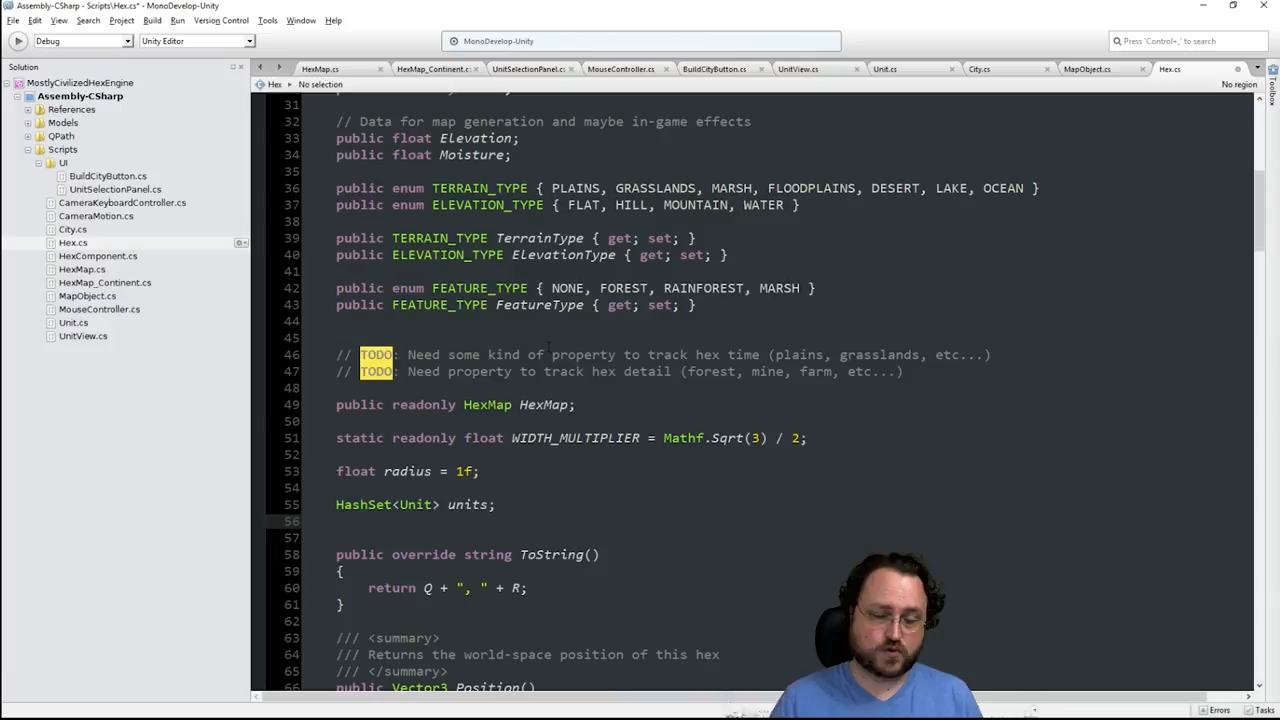 Assembly-CSharp - Scripts\Hex.cs* - MonoDevelop-Unity
File Edit View Search Project Build Run Version Control Tools Window Help
Debug Unity Editor MonoDevelop-Unity Press 'Control+,' to search
Solution
MostlyCivilizedHexEngine
Assembly-CSharp
References
Models
QPath
Scripts
UI
BuildCityButton.cs
UnitSelectionPanel.cs
CameraKeyboardController.cs
CameraMotion.cs
City.cs
Hex.cs
HexComponent.cs
HexMap.cs
HexMap_Continent.cs
MapObject.cs
MouseController.cs
Unit.cs
UnitView.cs
HexMap.cs HexMap_Continent.cs UnitSelectionPanel.cs MouseController.cs BuildCityButton.cs UnitView.cs Unit.cs City.cs MapObject.cs Hex.cs
Hex No selection No region
Toolbox
31
32 // Data for map generation and maybe in-game effects
33 public float Elevation;
34 public float Moisture;
35
36 public enum TERRAIN_TYPE { PLAINS, GRASSLANDS, MARSH, FLOODPLAINS, DESERT, LAKE, OCEAN }
37 public enum ELEVATION_TYPE { FLAT, HILL, MOUNTAIN, WATER }
38
39 public TERRAIN_TYPE TerrainType { get; set; }
40 public ELEVATION_TYPE ElevationType { get; set; }
41
42 public enum FEATURE_TYPE { NONE, FOREST, RAINFOREST, MARSH }
43 public FEATURE_TYPE FeatureType { get; set; }
44
45
46 // TODO: Need some kind of property to track hex time (plains, grasslands, etc...)
47 // TODO: Need property to track hex detail (forest, mine, farm, etc...)
48
49 public readonly HexMap HexMap;
50
51 static readonly float WIDTH_MULTIPLIER = Mathf.Sqrt(3) / 2;
52
53 float radius = 1f;
54
55 HashSet<Unit> units;
56
57
58 public override string ToString()
59 {
60 return Q + ", " + R;
61 }
62
63 /// <summary>
64 /// Returns the world-space position of this hex
65 /// </summary>
66 public Vector3 Position()
Errors Tasks